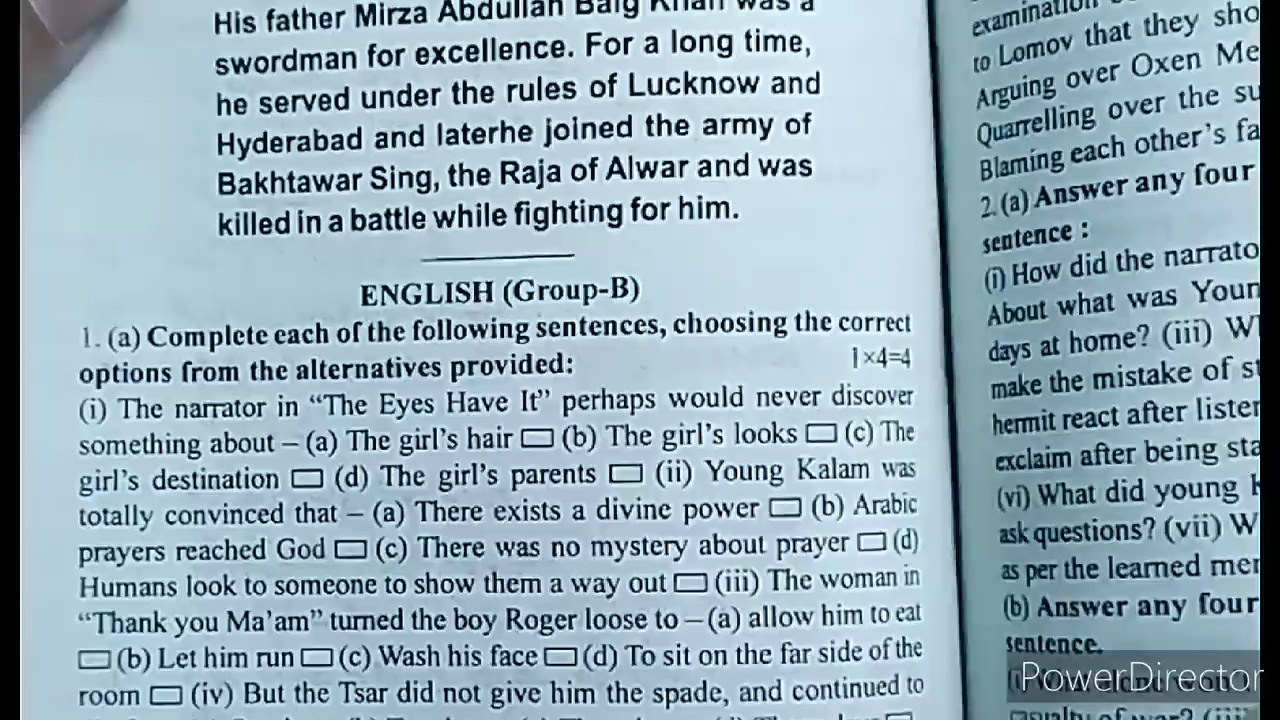 His father Mirza Abdullah Baig Khan was a
swordman for excellence. For a long time,
he served under the rules of Lucknow and
Hyderabad and laterhe joined the army of
Bakhtawar Sing, the Raja of Alwar and was
killed in a battle while fighting for him.
ENGLISH (Group-B)
1. (a) Complete each of the following sentences, choosing the correct
options from the alternatives provided: 1×4=4
(i) The narrator in “The Eyes Have It” perhaps would never discover
something about – (a) The girl’s hair ▭ (b) The girl’s looks ▭ (c) The
girl’s destination ▭ (d) The girl’s parents ▭ (ii) Young Kalam was
totally convinced that – (a) There exists a divine power ▭ (b) Arabic
prayers reached God ▭ (c) There was no mystery about prayer ▭ (d)
Humans look to someone to show them a way out ▭ (iii) The woman in
“Thank you Ma’am” turned the boy Roger loose to – (a) allow him to eat
▭ (b) Let him run ▭ (c) Wash his face ▭ (d) To sit on the far side of the
room ▭ (iv) But the Tsar did not give him the spade, and continued to
examination
to Lomov that they sho
Arguing over Oxen Me
Quarrelling over the su
Blaming each other’s fa
2. (a) Answer any four
sentence :
(i) How did the narrato
About what was Youn
days at home? (iii) W
make the mistake of st
hermit react after lister
exclaim after being sta
(vi) What did young k
ask questions? (vii) W
as per the learned mer
(b) Answer any four
sentence.
PowerDirector